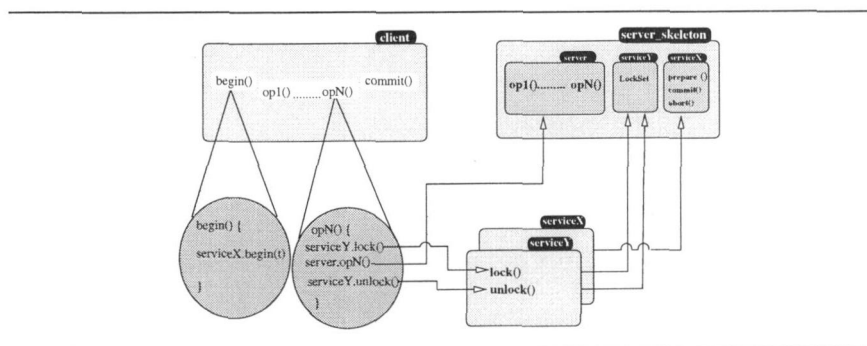 client
begin()
op1() ......... opN()
commit()
server_skeleton
server
op1()......... opN()
serviceY
LockSet
serviceX
prepare ()
commit()
abort()
begin() {
serviceX.begin(t)
}
opN() {
serviceY.lock()
server.opN()
serviceY.unlock()
}
serviceX
serviceY
lock()
unlock()